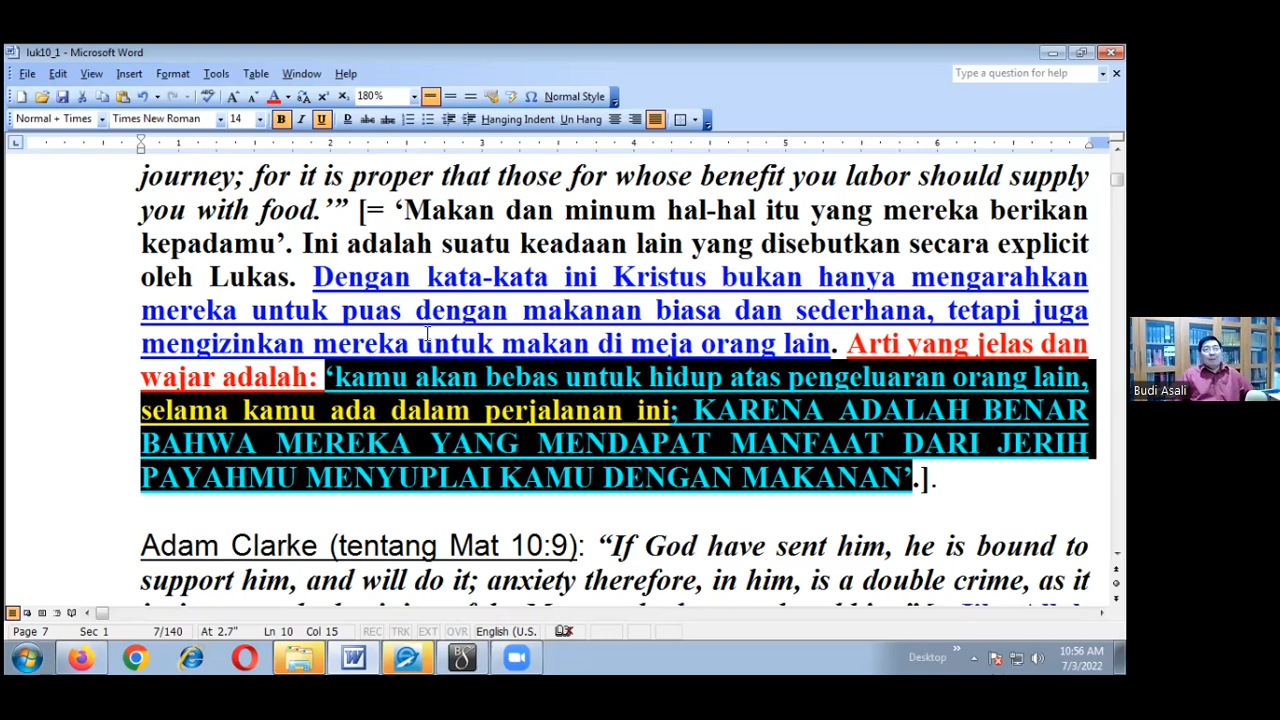 luk10_1 - Microsoft Word
File Edit View Insert Format Tools Table Window Help
Type a question for help
180% Normal Style
Normal + Times Times New Roman 14 B I U D abc abc Hanging Indent Un Hang
1 2 3 4 5 6
journey; for it is proper that those for whose benefit you labor should supply
you with food.’” [= ‘Makan dan minum hal-hal itu yang mereka berikan
kepadamu’. Ini adalah suatu keadaan lain yang disebutkan secara explicit
oleh Lukas. Dengan kata-kata ini Kristus bukan hanya mengarahkan
mereka untuk puas dengan makanan biasa dan sederhana, tetapi juga
mengizinkan mereka untuk makan di meja orang lain. Arti yang jelas dan
wajar adalah: ‘kamu akan bebas untuk hidup atas pengeluaran orang lain,
selama kamu ada dalam perjalanan ini; KARENA ADALAH BENAR
BAHWA MEREKA YANG MENDAPAT MANFAAT DARI JERIH
PAYAHMU MENYUPLAI KAMU DENGAN MAKANAN’.].
Adam Clarke (tentang Mat 10:9): “If God have sent him, he is bound to
support him, and will do it; anxiety therefore, in him, is a double crime, as it
Page 7 Sec 1 7/140 At 2.7" Ln 10 Col 15 REC TRK EXT OVR English (U.S.
Desktop »
10:56 AM
7/3/2022
Budi Asali